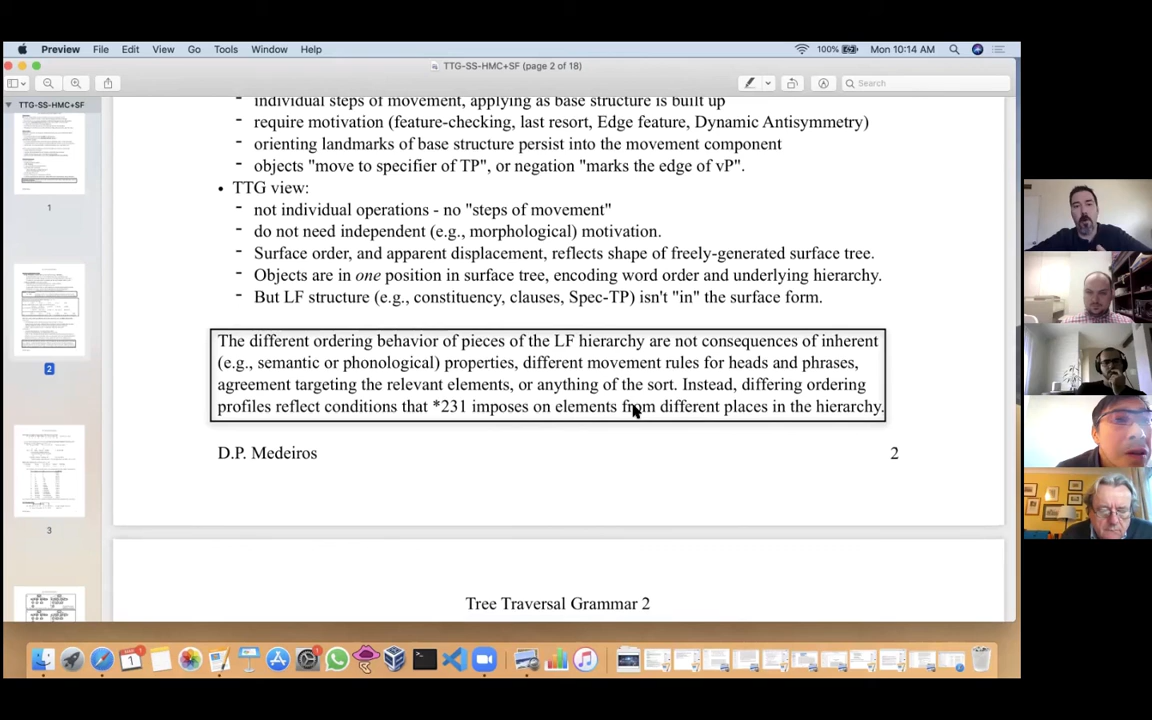 Preview File Edit View Go Tools Window Help
100% Mon 10:14 AM
TTG-SS-HMC+SF (page 2 of 18)
Search
TTG-SS-HMC+SF
1
2
3
- individual steps of movement, applying as base structure is built up
- require motivation (feature-checking, last resort, Edge feature, Dynamic Antisymmetry)
- orienting landmarks of base structure persist into the movement component
- objects "move to specifier of TP", or negation "marks the edge of vP".
• TTG view:
- not individual operations - no "steps of movement"
- do not need independent (e.g., morphological) motivation.
- Surface order, and apparent displacement, reflects shape of freely-generated surface tree.
- Objects are in one position in surface tree, encoding word order and underlying hierarchy.
- But LF structure (e.g., constituency, clauses, Spec-TP) isn't "in" the surface form.
The different ordering behavior of pieces of the LF hierarchy are not consequences of inherent
(e.g., semantic or phonological) properties, different movement rules for heads and phrases,
agreement targeting the relevant elements, or anything of the sort. Instead, differing ordering
profiles reflect conditions that *231 imposes on elements from different places in the hierarchy.
D.P. Medeiros 2
Tree Traversal Grammar 2
1